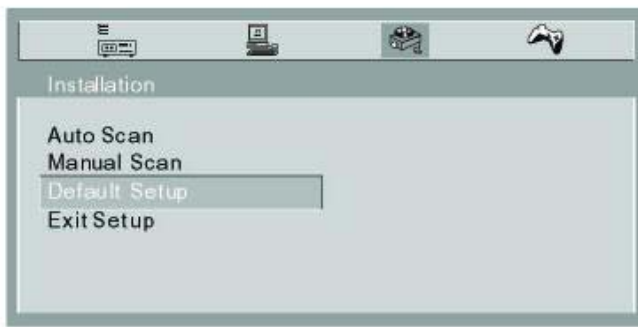 Installation
Auto Scan
Manual Scan
Default Setup
Exit Setup